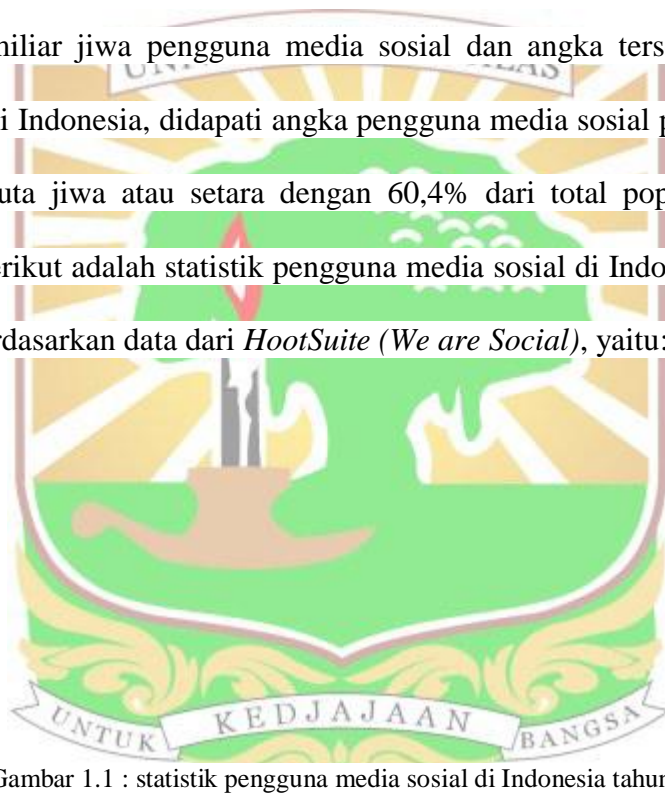 miliar jiwa pengguna media sosial dan angka ters
i Indonesia, didapati angka pengguna media sosial p
uta jiwa atau setara dengan 60,4% dari total pop
erikut adalah statistik pengguna media sosial di Indo
rdasarkan data dari HootSuite (We are Social), yaitu:
UNTUK KEDJAJAAN BANGSA
Gambar 1.1 : statistik pengguna media sosial di Indonesia tahun